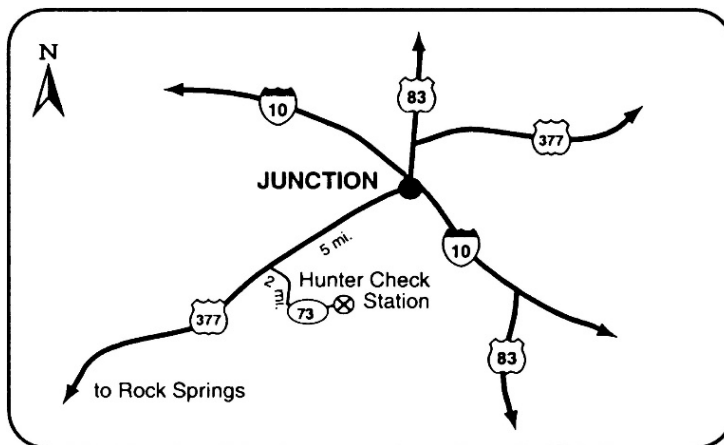 N
83
10
377
JUNCTION
5 mi.
10
Hunter Check
Station
2 mi.
73
377
83
to Rock Springs